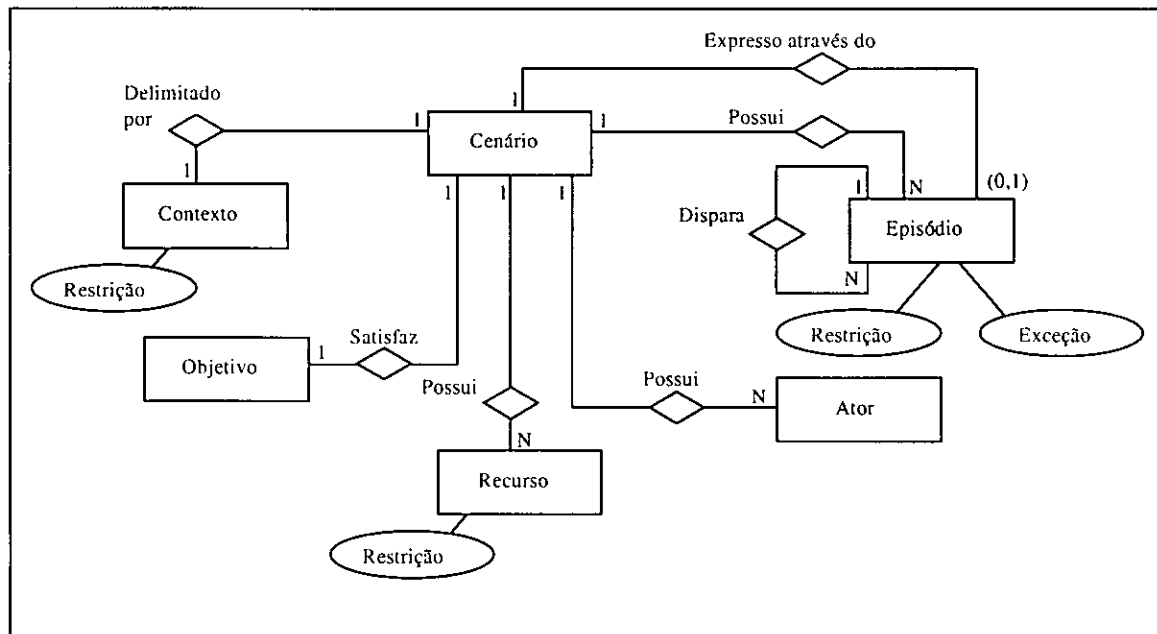 Expresso através do
Delimitado
por
1
1
Cenário
1
Possui
1
1
1
1
1
N
(0,1)
Contexto
Dispara
1
Episódio
N
Restrição
Restrição
Exceção
Satisfaz
Objetivo
1
Possui
Possui
N
Ator
N
Recurso
Restrição